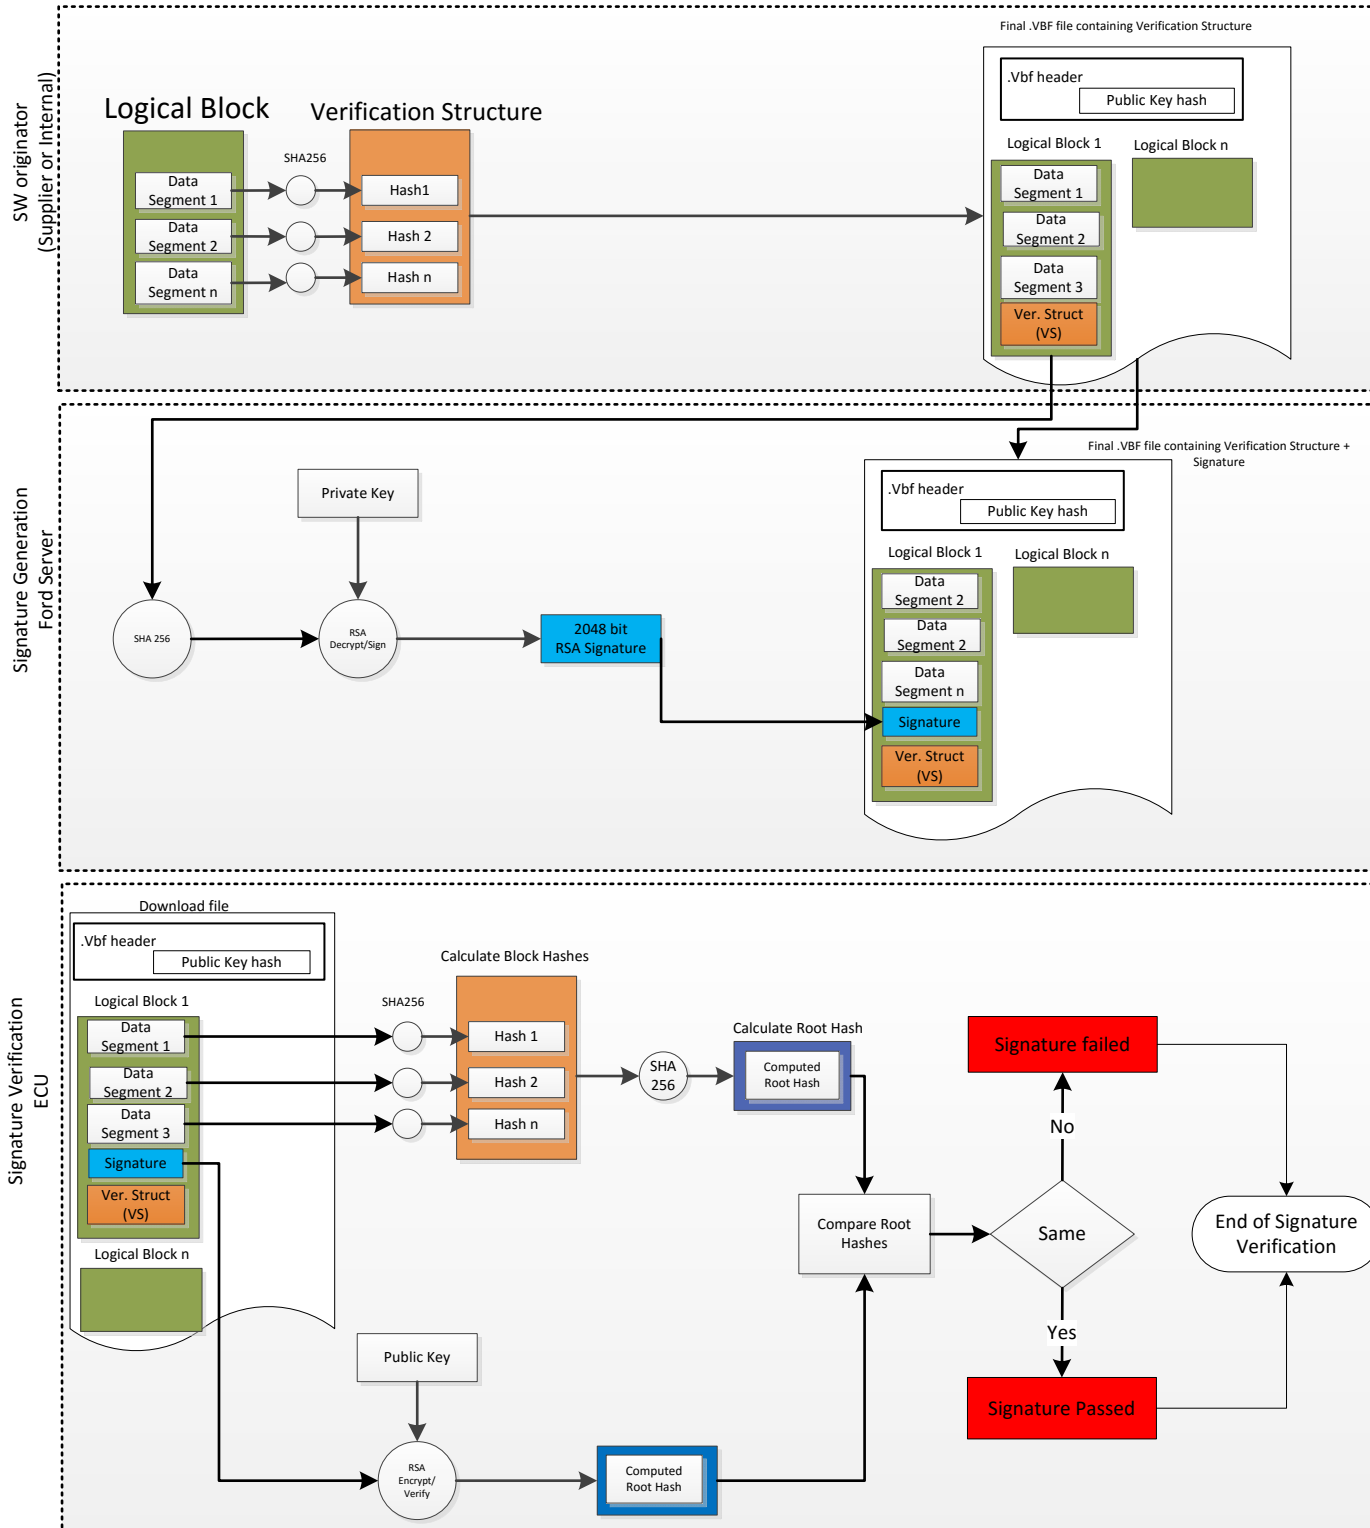 SW originator
(Supplier or Internal)
Final .VBF file containing Verification Structure
.Vbf header
Public Key hash
Logical Block
Verification Structure
SHA256
Data
Segment 1
Data
Segment 2
Data
Segment n
Hash1
Hash 2
Hash n
Logical Block 1
Logical Block n
Data
Segment 1
Data
Segment 2
Data
Segment 3
Ver. Struct
(VS)
Signature Generation
Ford Server
Final .VBF file containing Verification Structure +
Signature
.Vbf header
Public Key hash
Private Key
SHA 256
RSA
Decrypt/Sign
2048 bit
RSA Signature
Logical Block 1
Logical Block n
Data
Segment 2
Data
Segment 2
Data
Segment n
Signature
Ver. Struct
(VS)
Signature Verification
ECU
Download file
.Vbf header
Public Key hash
Logical Block 1
Data
Segment 1
Data
Segment 2
Data
Segment 3
Signature
Ver. Struct
(VS)
Logical Block n
SHA256
Calculate Block Hashes
Hash 1
Hash 2
Hash n
SHA
256
Calculate Root Hash
Computed
Root Hash
Public Key
RSA
Encrypt/
Verify
Computed
Root Hash
Compare Root
Hashes
Same
No
Yes
Signature failed
Signature Passed
End of Signature
Verification